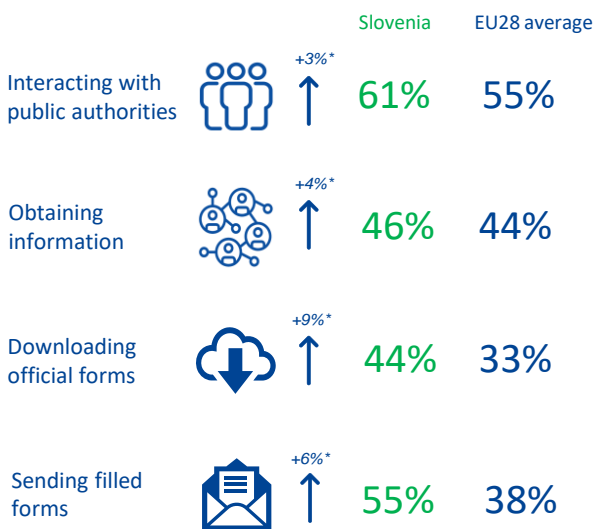 Slovenia EU28 average
+3%*
Interacting with
public authorities
61% 55%
+4%*
Obtaining
information
46% 44%
+9%*
Downloading
official forms
44% 33%
+6%*
Sending filled
forms
55% 38%